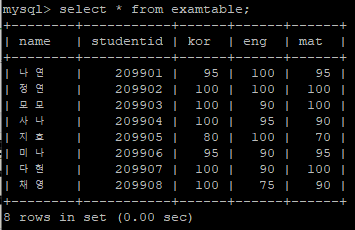 mysql> select * from examtable;
+--------+-----------+------+------+------+
| name | studentid | kor | eng | mat |
+--------+-----------+------+------+------+
| 나연 | 209901 | 95 | 100 | 95 |
| 정연 | 209902 | 100 | 100 | 100 |
| 모모 | 209903 | 100 | 90 | 100 |
| 사나 | 209904 | 100 | 95 | 90 |
| 지효 | 209905 | 80 | 100 | 70 |
| 미나 | 209906 | 95 | 90 | 95 |
| 다현 | 209907 | 100 | 90 | 100 |
| 채영 | 209908 | 100 | 75 | 90 |
+--------+-----------+------+------+------+
8 rows in set (0.00 sec)